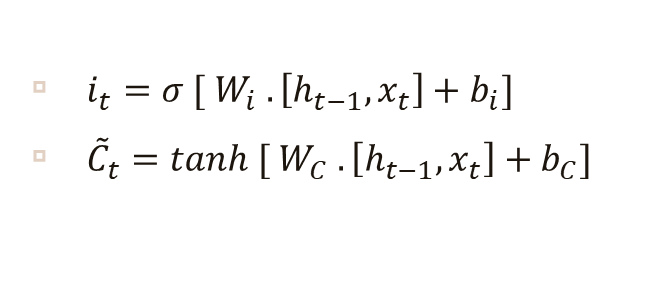 i_t = σ [ W_i . [h_{t−1}, x_t] + b_i]
C̃_t = tanh [ W_C . [h_{t−1}, x_t] + b_C]